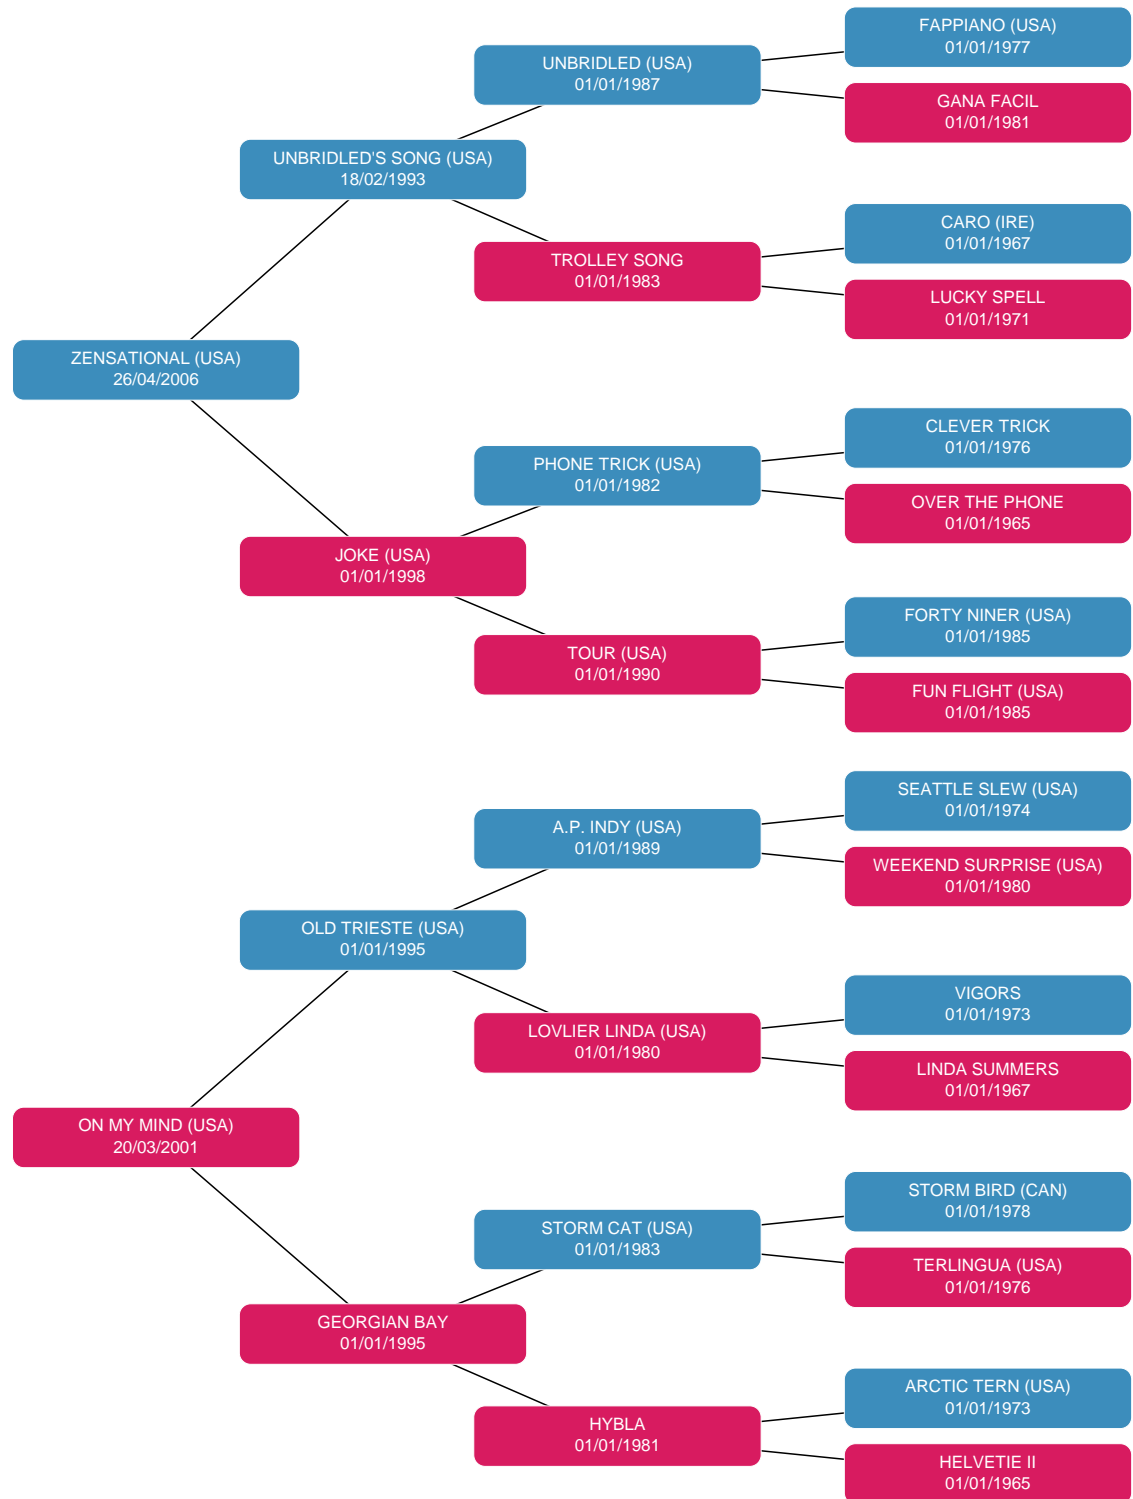 FAPPIANO (USA)
01/01/1977
UNBRIDLED (USA)
01/01/1987
GANA FACIL
01/01/1981
UNBRIDLED'S SONG (USA)
18/02/1993
CARO (IRE)
01/01/1967
TROLLEY SONG
01/01/1983
LUCKY SPELL
01/01/1971
ZENSATIONAL (USA)
26/04/2006
CLEVER TRICK
01/01/1976
PHONE TRICK (USA)
01/01/1982
OVER THE PHONE
01/01/1965
JOKE (USA)
01/01/1998
FORTY NINER (USA)
01/01/1985
TOUR (USA)
01/01/1990
FUN FLIGHT (USA)
01/01/1985
SEATTLE SLEW (USA)
01/01/1974
A.P. INDY (USA)
01/01/1989
WEEKEND SURPRISE (USA)
01/01/1980
OLD TRIESTE (USA)
01/01/1995
VIGORS
01/01/1973
LOVLIER LINDA (USA)
01/01/1980
LINDA SUMMERS
01/01/1967
ON MY MIND (USA)
20/03/2001
STORM BIRD (CAN)
01/01/1978
STORM CAT (USA)
01/01/1983
TERLINGUA (USA)
01/01/1976
GEORGIAN BAY
01/01/1995
ARCTIC TERN (USA)
01/01/1973
HYBLA
01/01/1981
HELVETIE II
01/01/1965